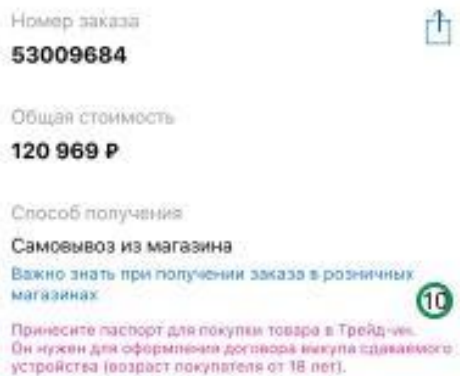 Номер заказа
53009684
Общая стоимость
120 969 ₽
Способ получения
Самовывоз из магазина
Важно знать при получении заказа в розничных
магазинах
10
Принесите паспорт для покупки товара в Трейд-ин.
Он нужен для оформления договора выкупа сдаваемого
устройства (возраст покупателя от 18 лет).